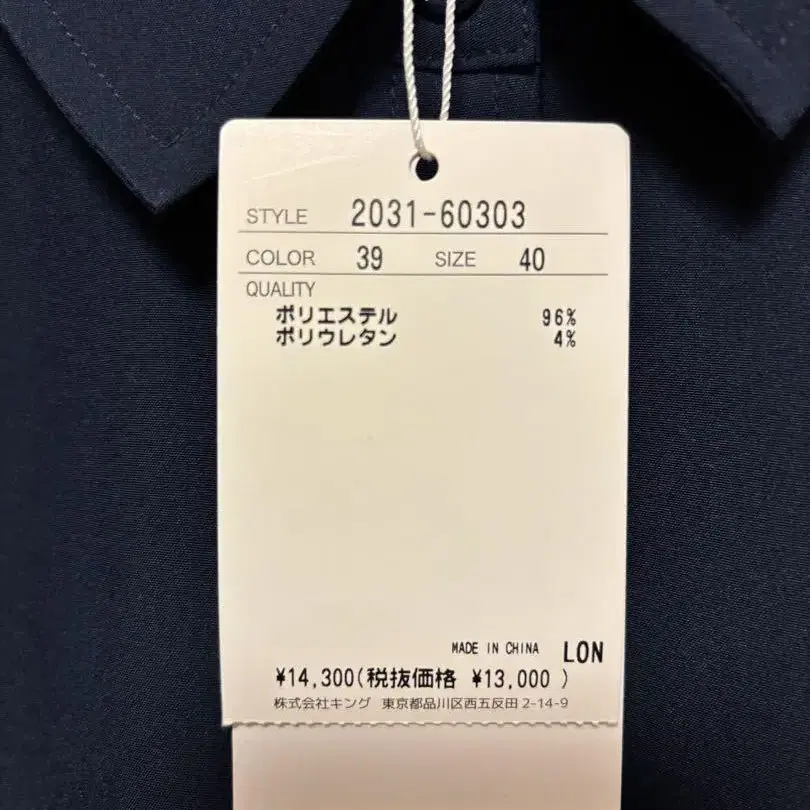 STYLE 2031-60303
COLOR 39 SIZE 40
QUALITY
ポリエステル 96%
ポリウレタン 4%
MADE IN CHINA LON
¥14,300(税抜価格 ¥13,000 )
株式会社キング 東京都品川区西五反田2-14-9